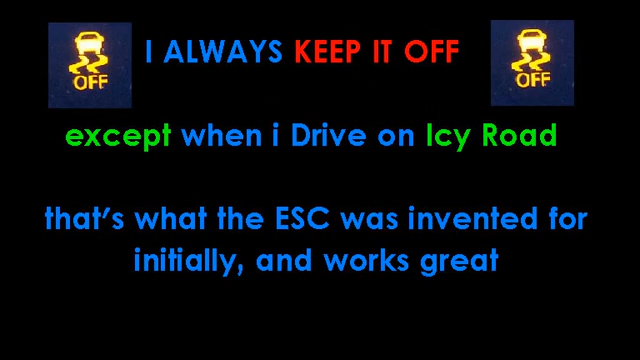 I ALWAYS KEEP IT OFF
OFF
OFF
except when i Drive on Icy Road
that's what the ESC was invented for
initially, and works great